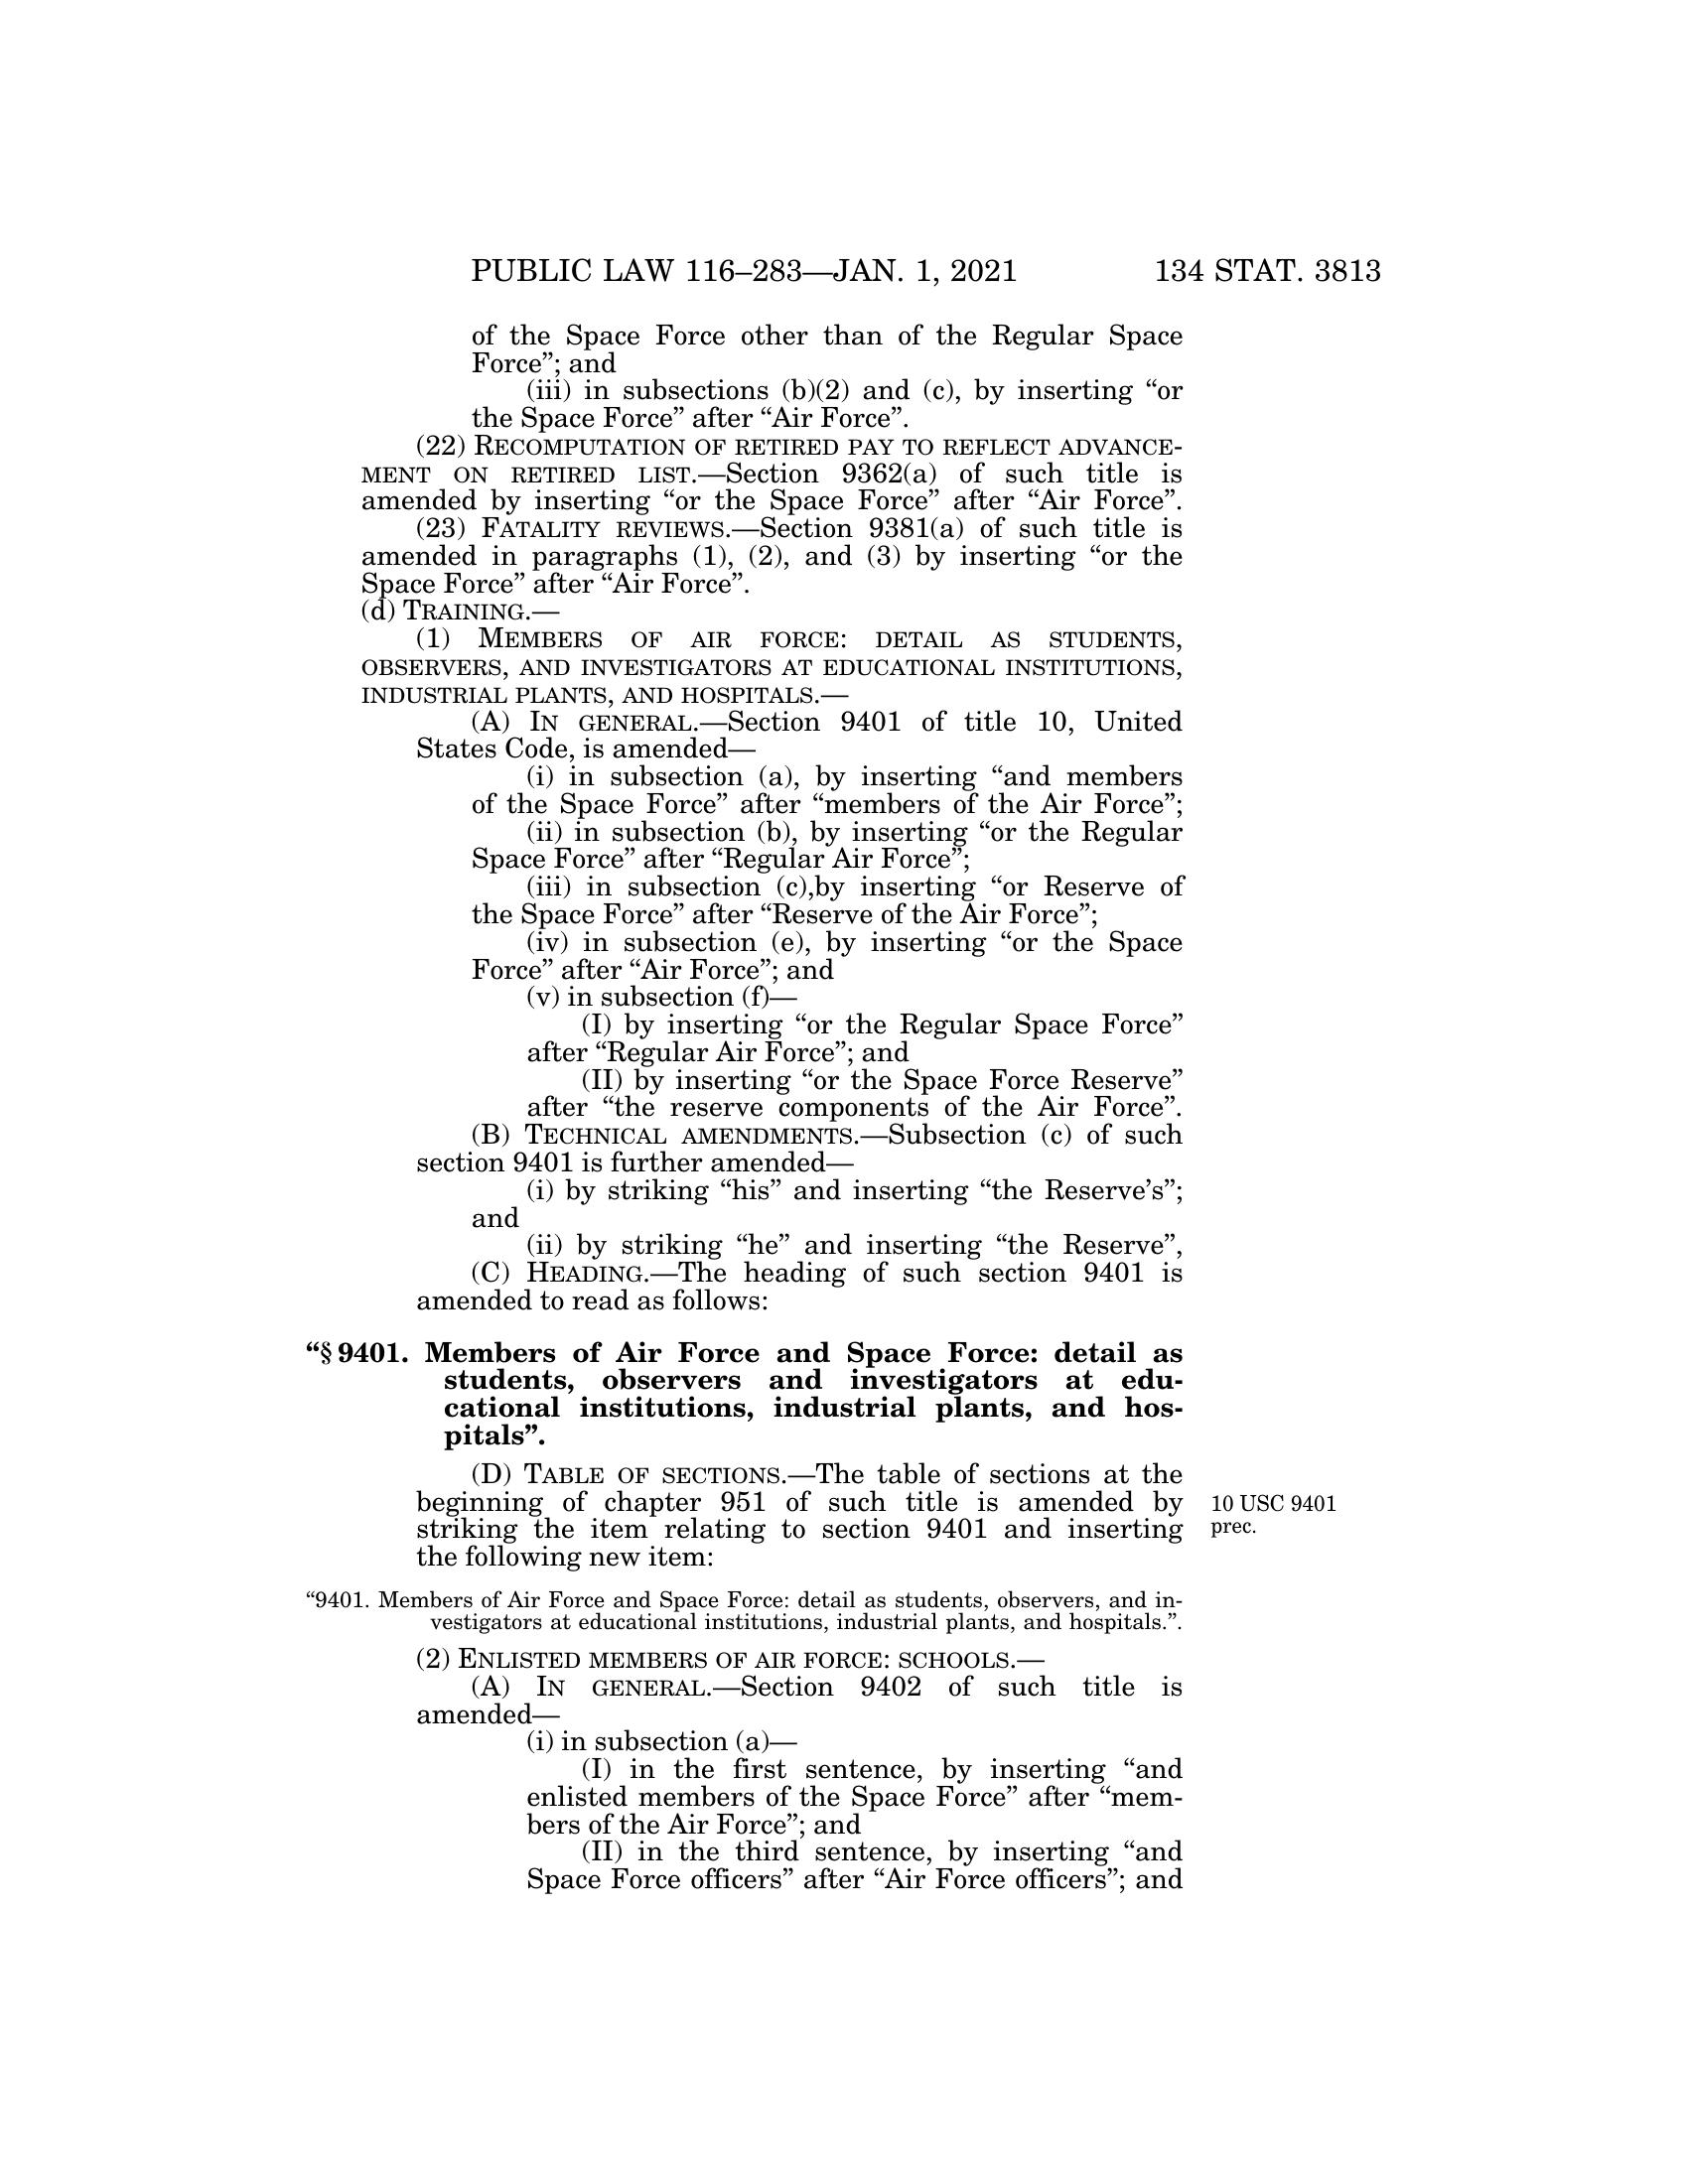 PUBLIC LAW 116–283—JAN. 1, 2021 134 STAT. 3813
of the Space Force other than of the Regular Space
Force”; and
(iii) in subsections (b)(2) and (c), by inserting “or
the Space Force” after “Air Force”.
(22) RECOMPUTATION OF RETIRED PAY TO REFLECT ADVANCE-
MENT ON RETIRED LIST.—Section 9362(a) of such title is
amended by inserting “or the Space Force” after “Air Force”.
(23) FATALITY REVIEWS.—Section 9381(a) of such title is
amended in paragraphs (1), (2), and (3) by inserting “or the
Space Force” after “Air Force”.
(d) TRAINING.—
(1) MEMBERS OF AIR FORCE: DETAIL AS STUDENTS,
OBSERVERS, AND INVESTIGATORS AT EDUCATIONAL INSTITUTIONS,
INDUSTRIAL PLANTS, AND HOSPITALS.—
(A) IN GENERAL.—Section 9401 of title 10, United
States Code, is amended—
(i) in subsection (a), by inserting “and members
of the Space Force” after “members of the Air Force”;
(ii) in subsection (b), by inserting “or the Regular
Space Force” after “Regular Air Force”;
(iii) in subsection (c),by inserting “or Reserve of
the Space Force” after “Reserve of the Air Force”;
(iv) in subsection (e), by inserting “or the Space
Force” after “Air Force”; and
(v) in subsection (f)—
(I) by inserting “or the Regular Space Force”
after “Regular Air Force”; and
(II) by inserting “or the Space Force Reserve”
after “the reserve components of the Air Force”.
(B) TECHNICAL AMENDMENTS.—Subsection (c) of such
section 9401 is further amended—
(i) by striking “his” and inserting “the Reserve’s”;
and
(ii) by striking “he” and inserting “the Reserve”,
(C) HEADING.—The heading of such section 9401 is
amended to read as follows:
“§ 9401. Members of Air Force and Space Force: detail as
students, observers and investigators at edu-
cational institutions, industrial plants, and hos-
pitals”.
(D) TABLE OF SECTIONS.—The table of sections at the
beginning of chapter 951 of such title is amended by
striking the item relating to section 9401 and inserting
the following new item:
10 USC 9401
prec.
“9401. Members of Air Force and Space Force: detail as students, observers, and in-
vestigators at educational institutions, industrial plants, and hospitals.”.
(2) ENLISTED MEMBERS OF AIR FORCE: SCHOOLS.—
(A) IN GENERAL.—Section 9402 of such title is
amended—
(i) in subsection (a)—
(I) in the first sentence, by inserting “and
enlisted members of the Space Force” after “mem-
bers of the Air Force”; and
(II) in the third sentence, by inserting “and
Space Force officers” after “Air Force officers”; and